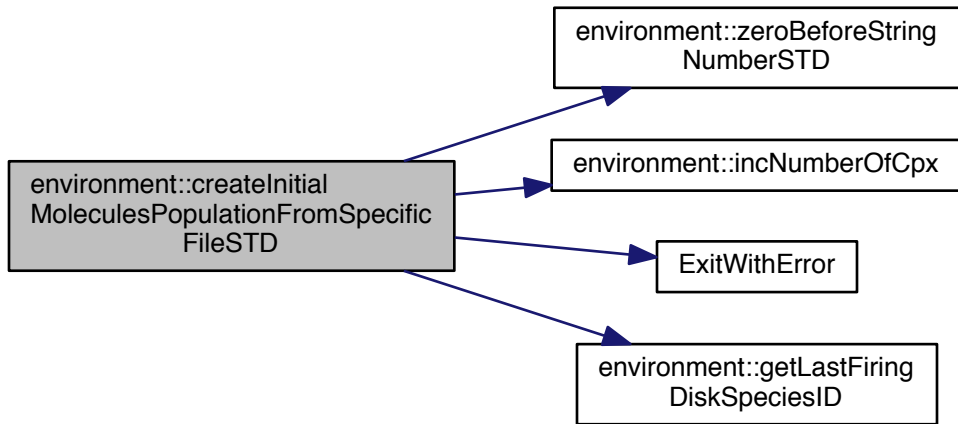 environment::createInitial
MoleculesPopulationFromSpecific
FileSTD
environment::zeroBeforeString
NumberSTD
environment::incNumberOfCpx
ExitWithError
environment::getLastFiring
DiskSpeciesID